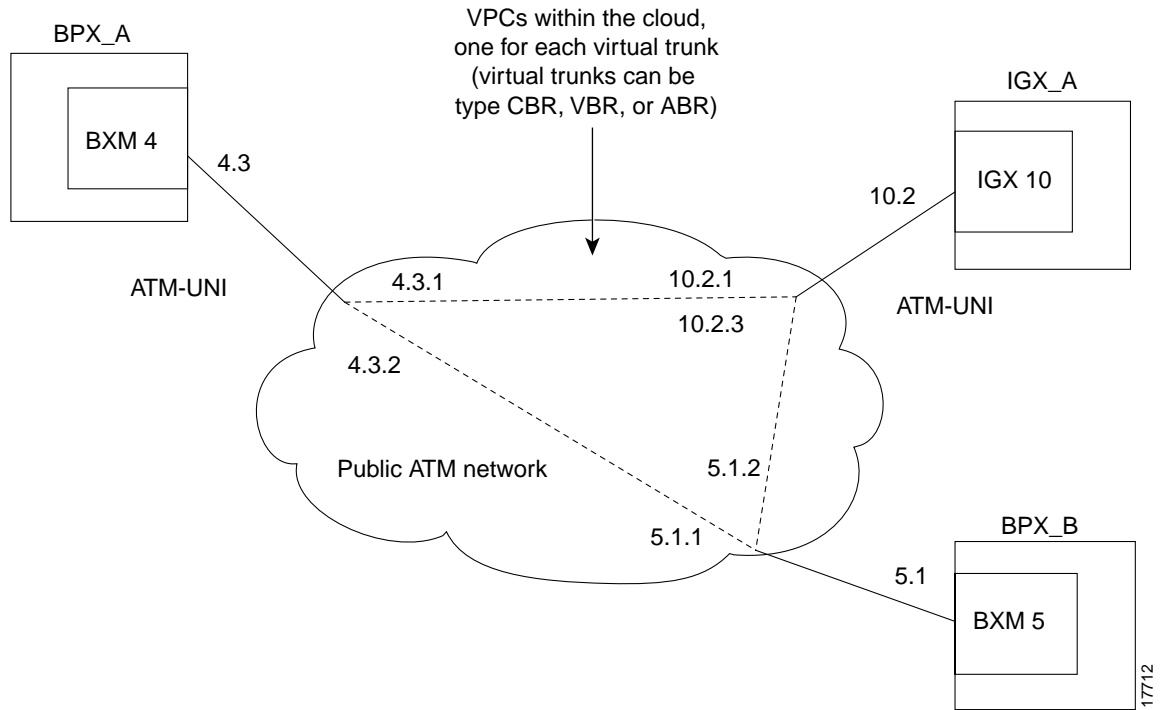 VPCs within the cloud,
one for each virtual trunk
(virtual trunks can be
type CBR, VBR, or ABR)
BPX_A
BXM 4
4.3
ATM-UNI
IGX_A
IGX 10
10.2
ATM-UNI
4.3.1
10.2.1
10.2.3
4.3.2
Public ATM network
5.1.2
5.1.1
BPX_B
5.1
BXM 5
17712